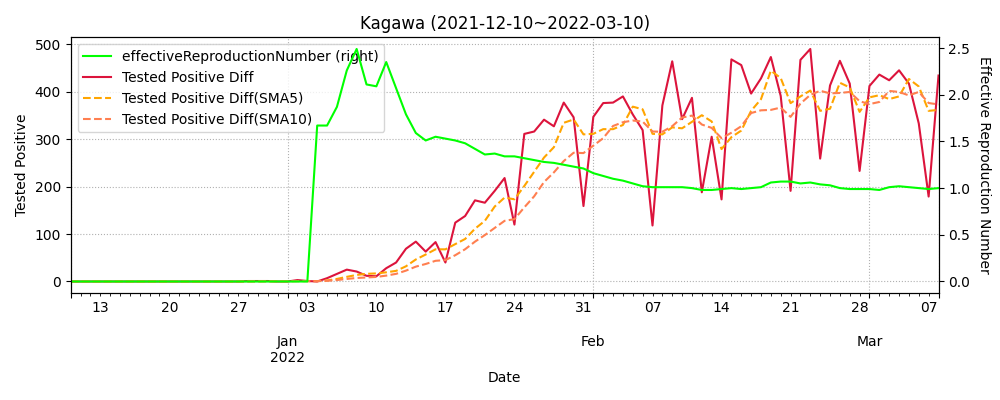 Kagawa (2021-12-10~2022-03-10)
effectiveReproductionNumber (right)
Tested Positive Diff
Tested Positive Diff(SMA5)
Tested Positive Diff(SMA10)
Tested Positive
500
400
300
200
100
0
Effective Reproduction Number
2.5
2.0
1.5
1.0
0.5
0.0
13 20 27 03 10 17 24 31 07 14 21 28 07
Jan Feb Mar
2022
Date